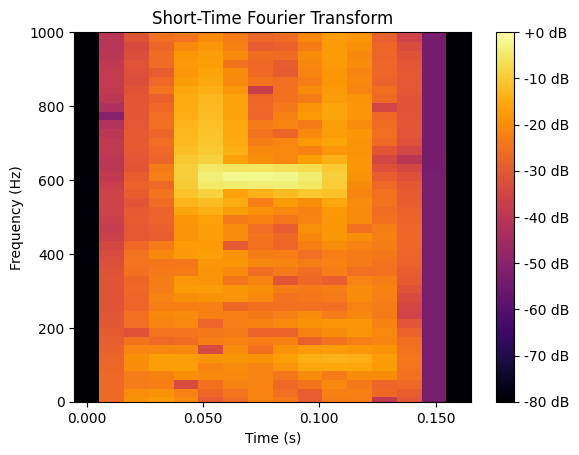 Short-Time Fourier Transform
1000
800
600
400
200
0
Frequency (Hz)
0.000
0.050
0.100
0.150
Time (s)
+0 dB
-10 dB
-20 dB
-30 dB
-40 dB
-50 dB
-60 dB
-70 dB
-80 dB